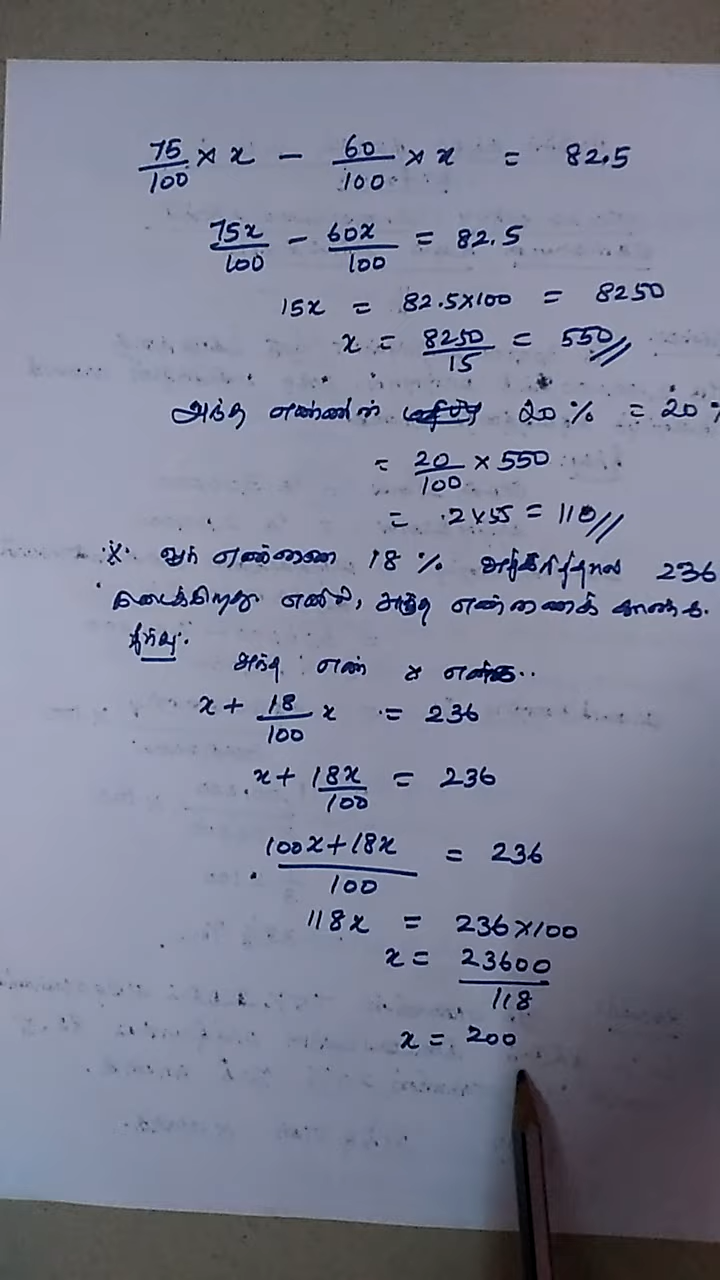 75/100 × x − 60/100 × x = 82.5
75x/100 − 60x/100 = 82.5
15x = 82.5×100 = 8250
x = 8250/15 = 550//
அந்த எண்ணின் 20 % = 20 %
= 20/100 × 550
= .2×55 = 110//
※ ஒரு எண்ணை 18 % அதிகரித்தால் 236
கிடைக்கிறது எனில், அந்த எண்ணைக் காண்க.
தீர்வு.
அந்த எண் x என்க..
x + 18/100 x = 236
x + 18x/100 = 236
100x+18x/100 = 236
118x = 236×100
x = 23600/118
x = 200